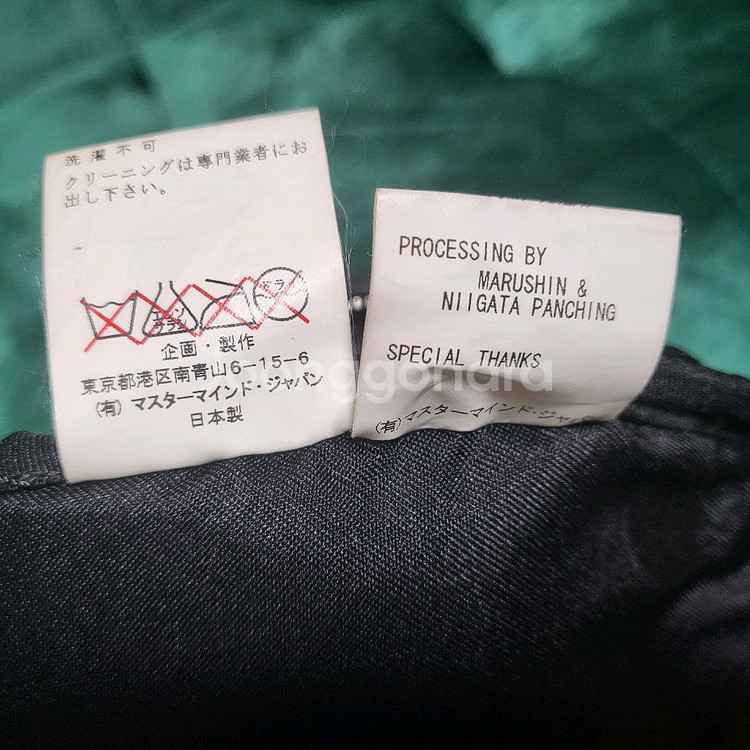 洗濯不可
クリーニングは専門業者にお
出し下さい。
エンソ
サラシ
ドライ
企画・製作
東京都港区南青山6-15-6
(有) マスターマインド・ジャパン
日本製
PROCESSING BY
MARUSHIN &
NIIGATA PANCHING
SPECIAL THANKS
(有) マスターマインド・ジャパン
joonggonara